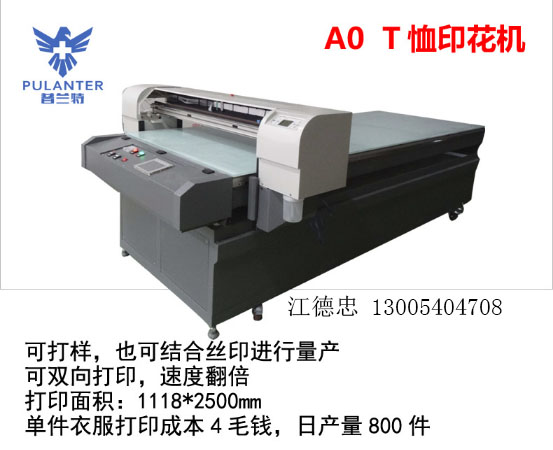 A0 T恤印花机
PULANTER
普兰特
江德忠 13005404708
可打样，也可结合丝印进行量产
可双向打印，速度翻倍
打印面积：1118*2500mm
单件衣服打印成本4毛钱，日产量800件